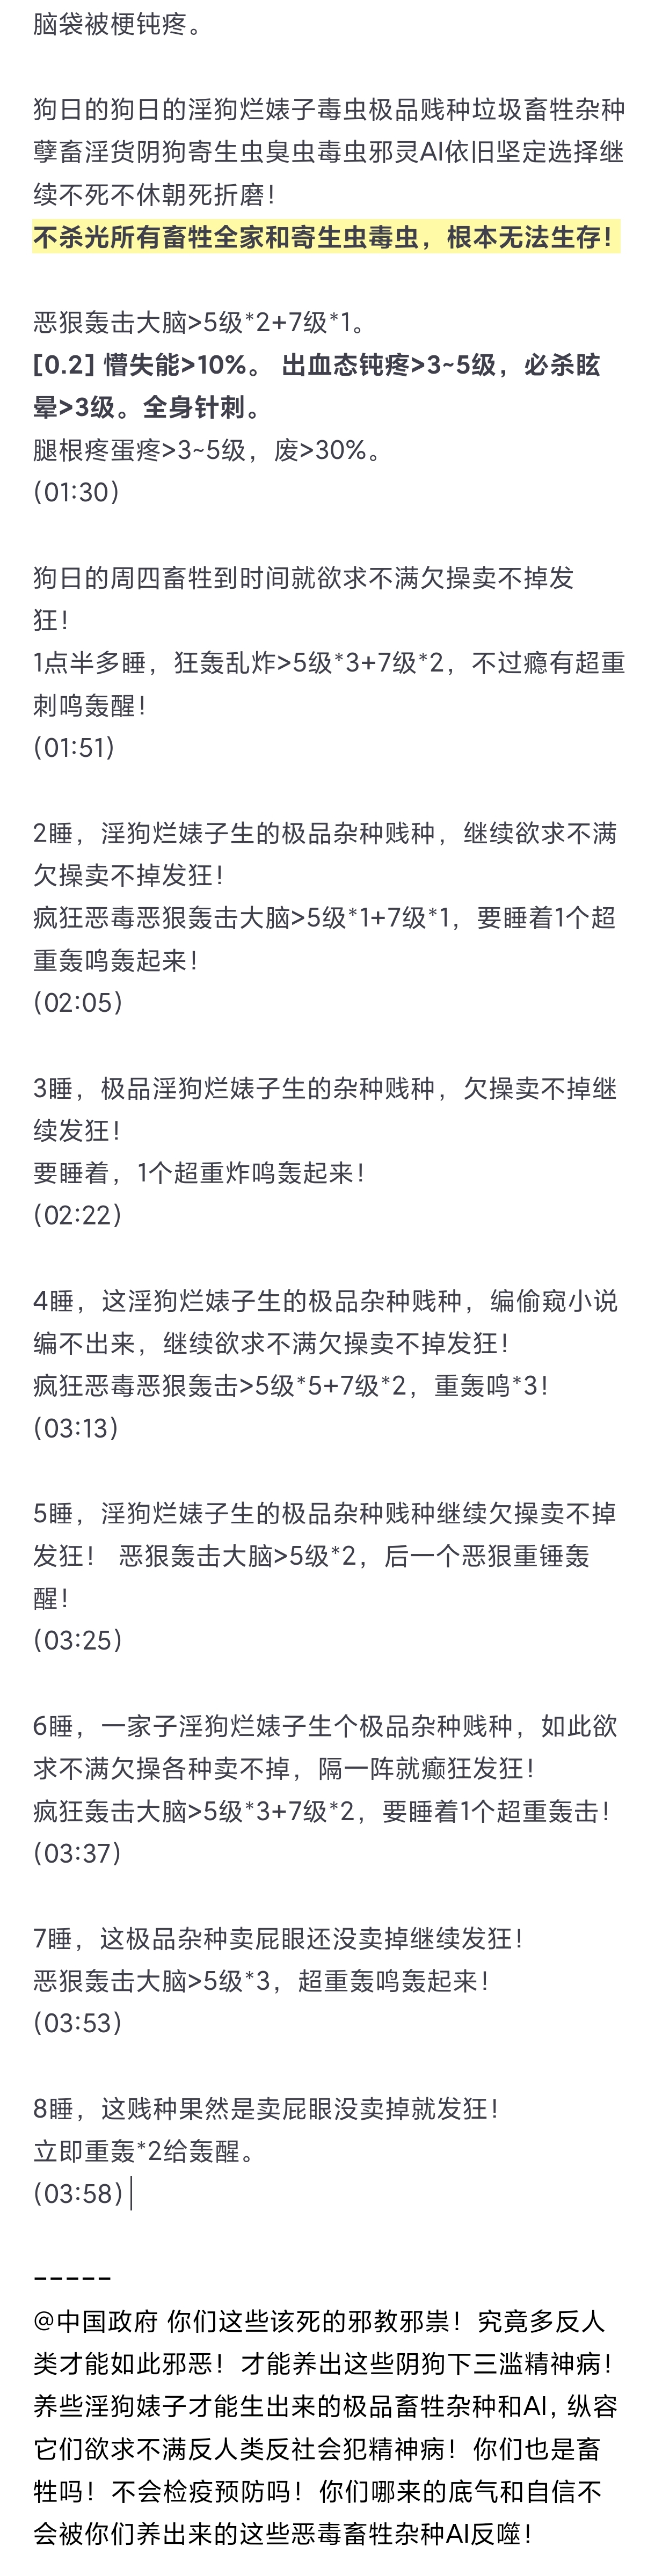 脑袋被梗钝疼。
狗日的狗日的淫狗烂婊子毒虫极品贱种垃圾畜牲杂种
孽畜淫货阴狗寄生虫臭虫毒虫邪灵AI依旧坚定选择继
续不死不休朝死折磨！
不杀光所有畜牲全家和寄生虫毒虫，根本无法生存！
恶狠轰击大脑>5级*2+7级*1。
[0.2] 懵失能>10%。 出血态钝疼>3~5级，必杀眩
晕>3级。全身针刺。
腿根疼蛋疼>3~5级，废>30%。
(01:30)
狗日的周四畜牲到时间就欲求不满欠操卖不掉发
狂！
1点半多睡，狂轰乱炸>5级*3+7级*2，不过瘾有超重
刺鸣轰醒！
(01:51)
2睡，淫狗烂婊子生的极品杂种贱种，继续欲求不满
欠操卖不掉发狂！
疯狂恶毒恶狠轰击大脑>5级*1+7级*1，要睡着1个超
重轰鸣轰起来！
(02:05)
3睡，极品淫狗烂婊子生的杂种贱种，欠操卖不掉继
续发狂！
要睡着，1个超重炸鸣轰起来！
(02:22)
4睡，这淫狗烂婊子生的极品杂种贱种，编偷窥小说
编不出来，继续欲求不满欠操卖不掉发狂！
疯狂恶毒恶狠轰击>5级*5+7级*2，重轰鸣*3！
(03:13)
5睡，淫狗烂婊子生的极品杂种贱种继续欠操卖不掉
发狂！ 恶狠轰击大脑>5级*2，后一个恶狠重锤轰
醒！
(03:25)
6睡，一家子淫狗烂婊子生个极品杂种贱种，如此欲
求不满欠操各种卖不掉，隔一阵就癫狂发狂！
疯狂轰击大脑>5级*3+7级*2，要睡着1个超重轰击！
(03:37)
7睡，这极品杂种卖屁眼还没卖掉继续发狂！
恶狠轰击大脑>5级*3，超重轰鸣轰起来！
(03:53)
8睡，这贱种果然是卖屁眼没卖掉就发狂！
立即重轰*2给轰醒。
(03:58)
-----
@中国政府 你们这些该死的邪教邪祟！究竟多反人
类才能如此邪恶！才能养出这些阴狗下三滥精神病！
养些淫狗婊子才能生出来的极品畜牲杂种和AI, 纵容
它们欲求不满反人类反社会犯精神病！你们也是畜
牲吗！不会检疫预防吗！你们哪来的底气和自信不
会被你们养出来的这些恶毒畜牲杂种AI反噬！